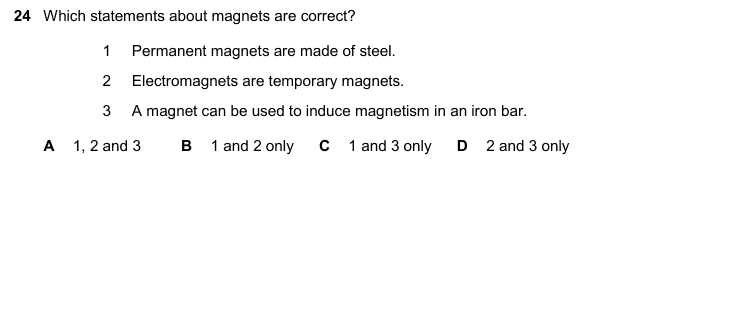 24 Which statements about magnets are correct?
1 Permanent magnets are made of steel.
2 Electromagnets are temporary magnets.
3 A magnet can be used to induce magnetism in an iron bar.
A 1, 2 and 3 B 1 and 2 only C 1 and 3 only D 2 and 3 only